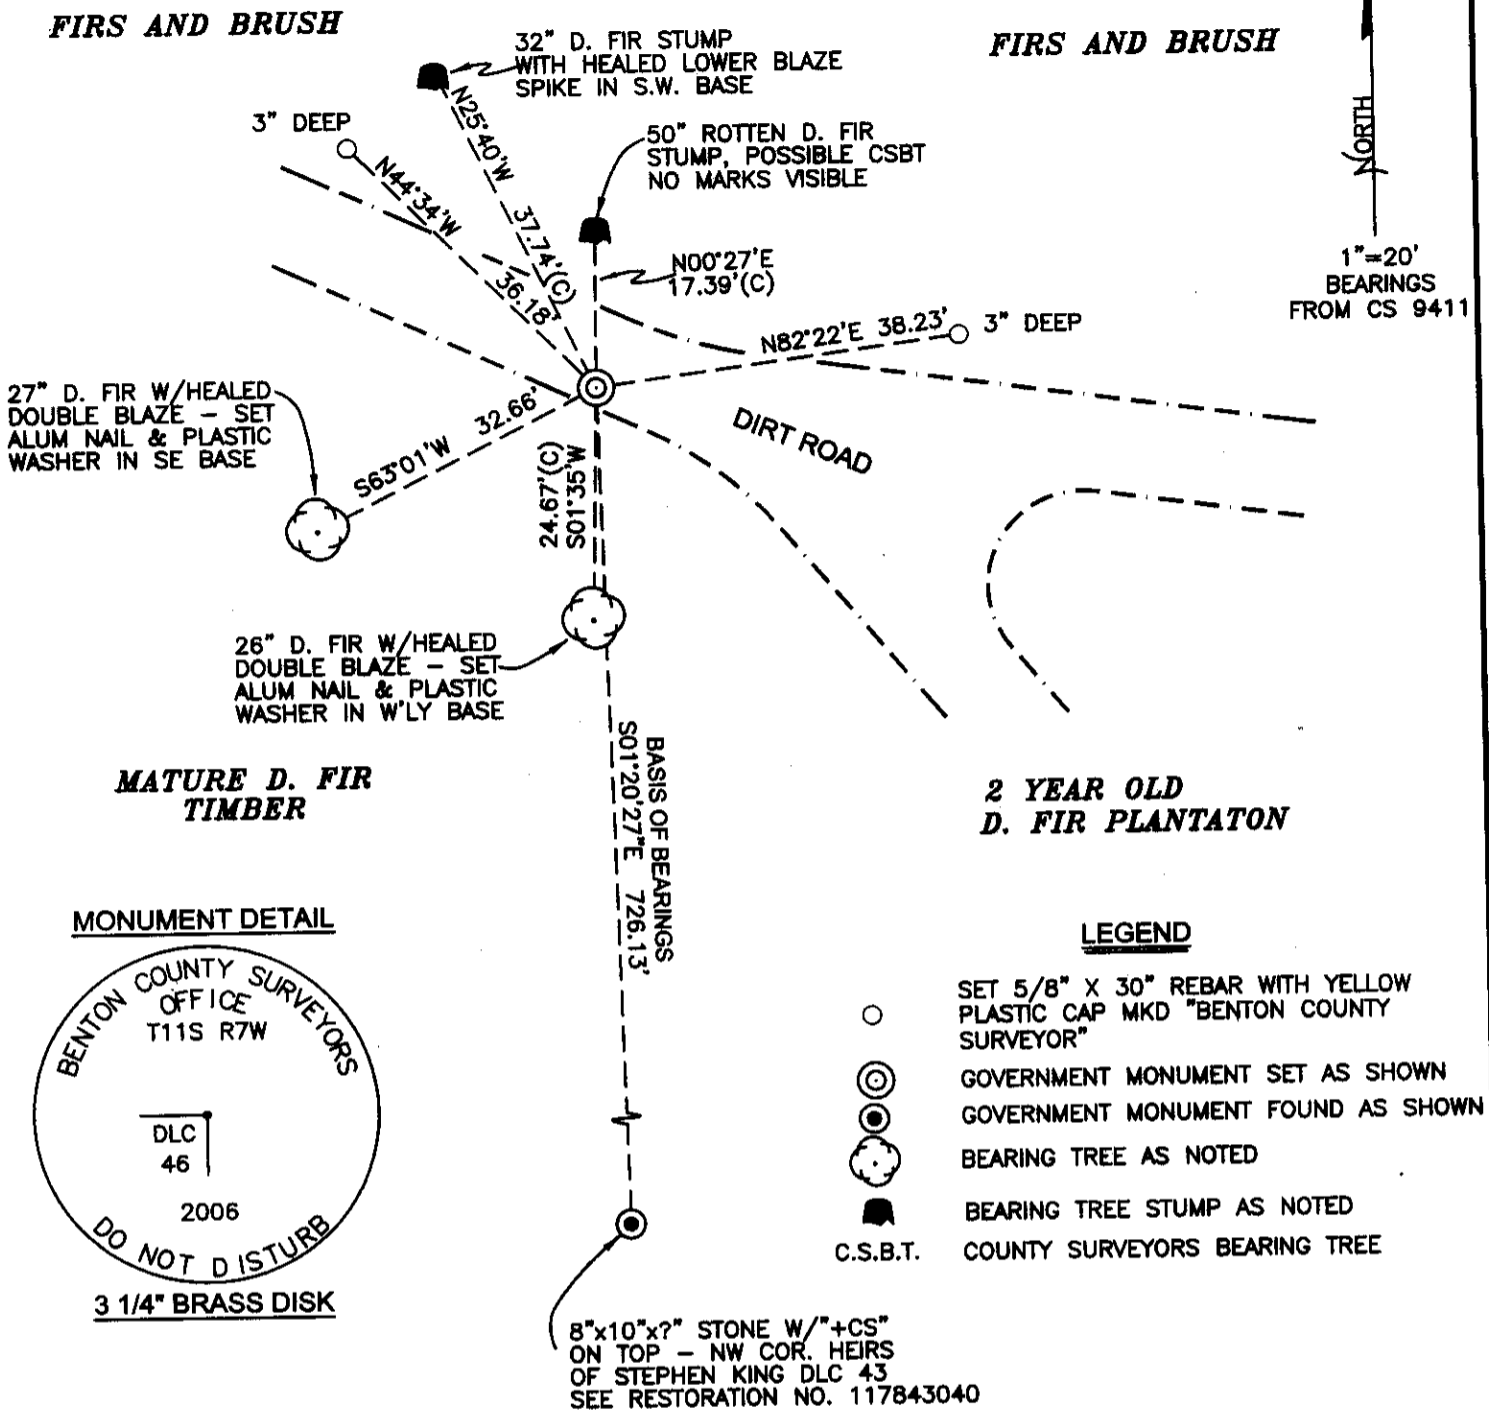 FIRS AND BRUSH
32" D. FIR STUMP
WITH HEALED LOWER BLAZE
SPIKE IN S.W. BASE
FIRS AND BRUSH
NORTH
1"=20'
BEARINGS
FROM CS 9411
3" DEEP
N25°40'W 37.74'(C)
N44°34'W 36.18'
50" ROTTEN D. FIR
STUMP, POSSIBLE CSBT
NO MARKS VISIBLE
N00°27'E
17.39'(C)
N82°22'E 38.23'
3" DEEP
27" D. FIR W/HEALED
DOUBLE BLAZE - SET
ALUM NAIL & PLASTIC
WASHER IN SE BASE
S63°01'W 32.66'
DIRT ROAD
24.67'(C)
S01°35'W
26" D. FIR W/HEALED
DOUBLE BLAZE - SET
ALUM NAIL & PLASTIC
WASHER IN W'LY BASE
BASIS OF BEARINGS
S01°20'27"E 726.13'
MATURE D. FIR
TIMBER
2 YEAR OLD
D. FIR PLANTATON
MONUMENT DETAIL
BENTON COUNTY SURVEYORS
OFFICE
T11S R7W
DLC
46
2006
DO NOT DISTURB
3 1/4" BRASS DISK
LEGEND
SET 5/8" X 30" REBAR WITH YELLOW
PLASTIC CAP MKD "BENTON COUNTY
SURVEYOR"
GOVERNMENT MONUMENT SET AS SHOWN
GOVERNMENT MONUMENT FOUND AS SHOWN
BEARING TREE AS NOTED
BEARING TREE STUMP AS NOTED
C.S.B.T. COUNTY SURVEYORS BEARING TREE
8"x10"x?" STONE W/"+CS"
ON TOP - NW COR. HEIRS
OF STEPHEN KING DLC 43
SEE RESTORATION NO. 117843040